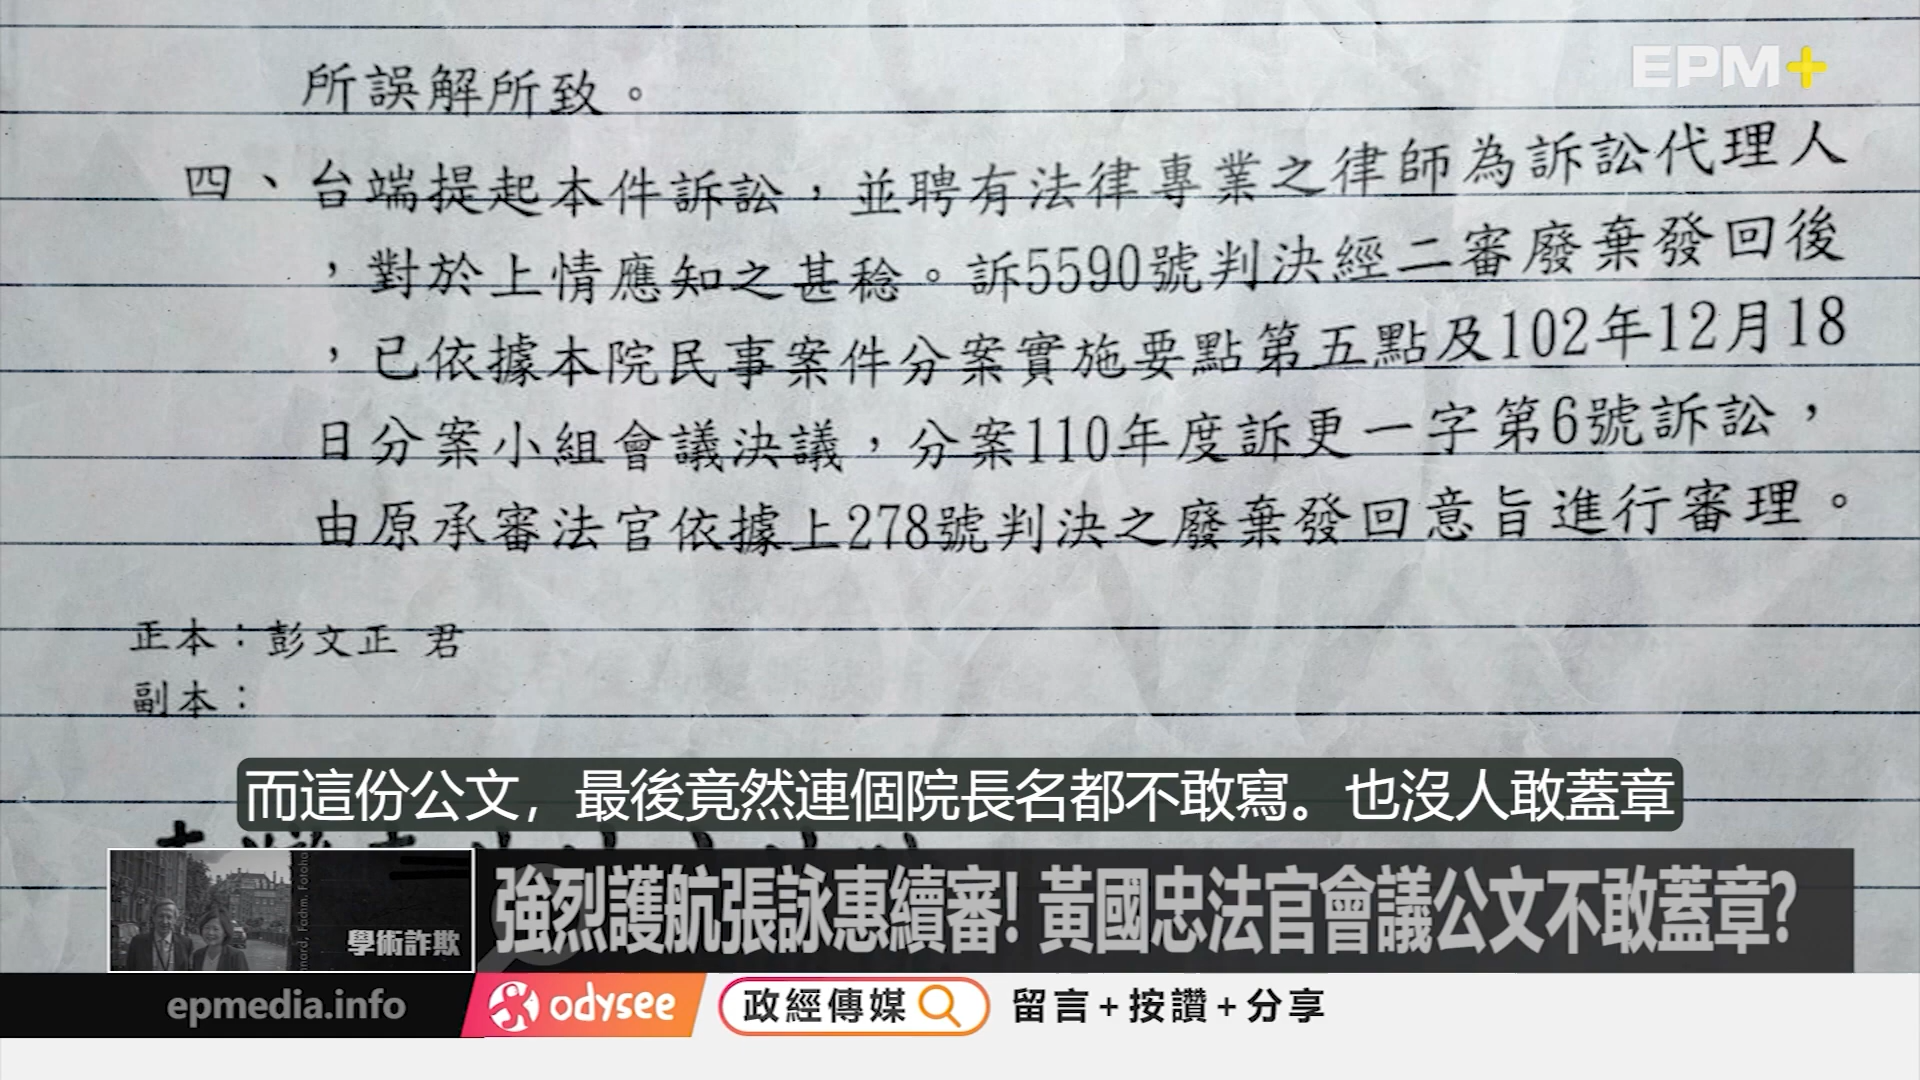 EPM+
所誤解所致。
四、台端提起本件訴訟，並聘有法律專業之律師為訴訟代理人
，對於上情應知之甚稔。訴5590號判決經二審廢棄發回後
，已依據本院民事案件分案實施要點第五點及102年12月18
日分案小組會議決議，分案110年度訴更一字第6號訴訟，
由原承審法官依據上278號判決之廢棄發回意旨進行審理。
正本：彭文正 君
副本：
而這份公文，最後竟然連個院長名都不敢寫。也沒人敢蓋章
學術詐欺
強烈護航張詠惠續審! 黃國忠法官會議公文不敢蓋章?
epmedia.info
odysee
政經傳媒
留言+按讚+分享